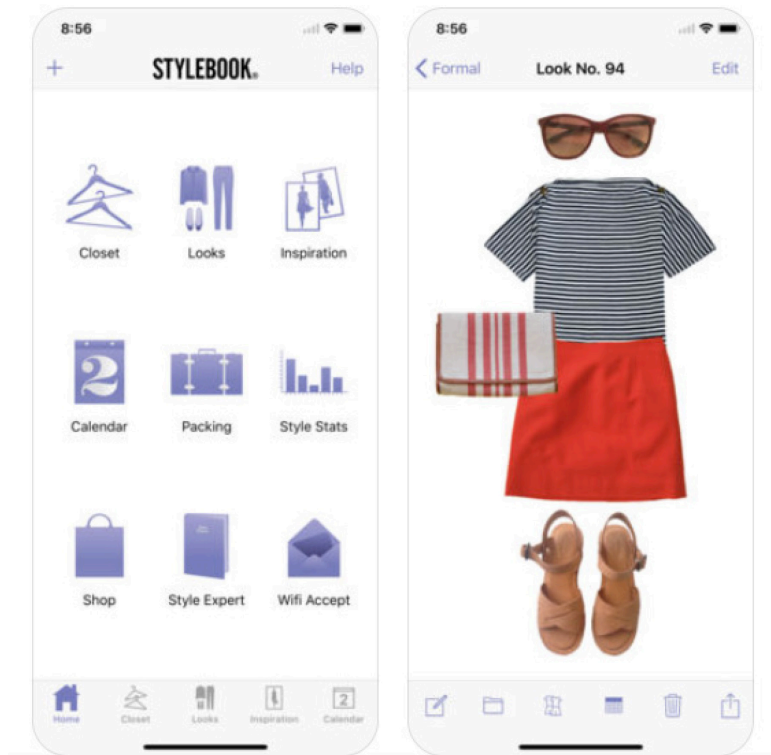 8:56
+ STYLEBOOK® Help
Closet Looks Inspiration
2
Calendar Packing Style Stats
Shop Style Expert Wifi Accept
2
Home Closet Looks Inspiration Calendar
8:56
Formal Look No. 94 Edit